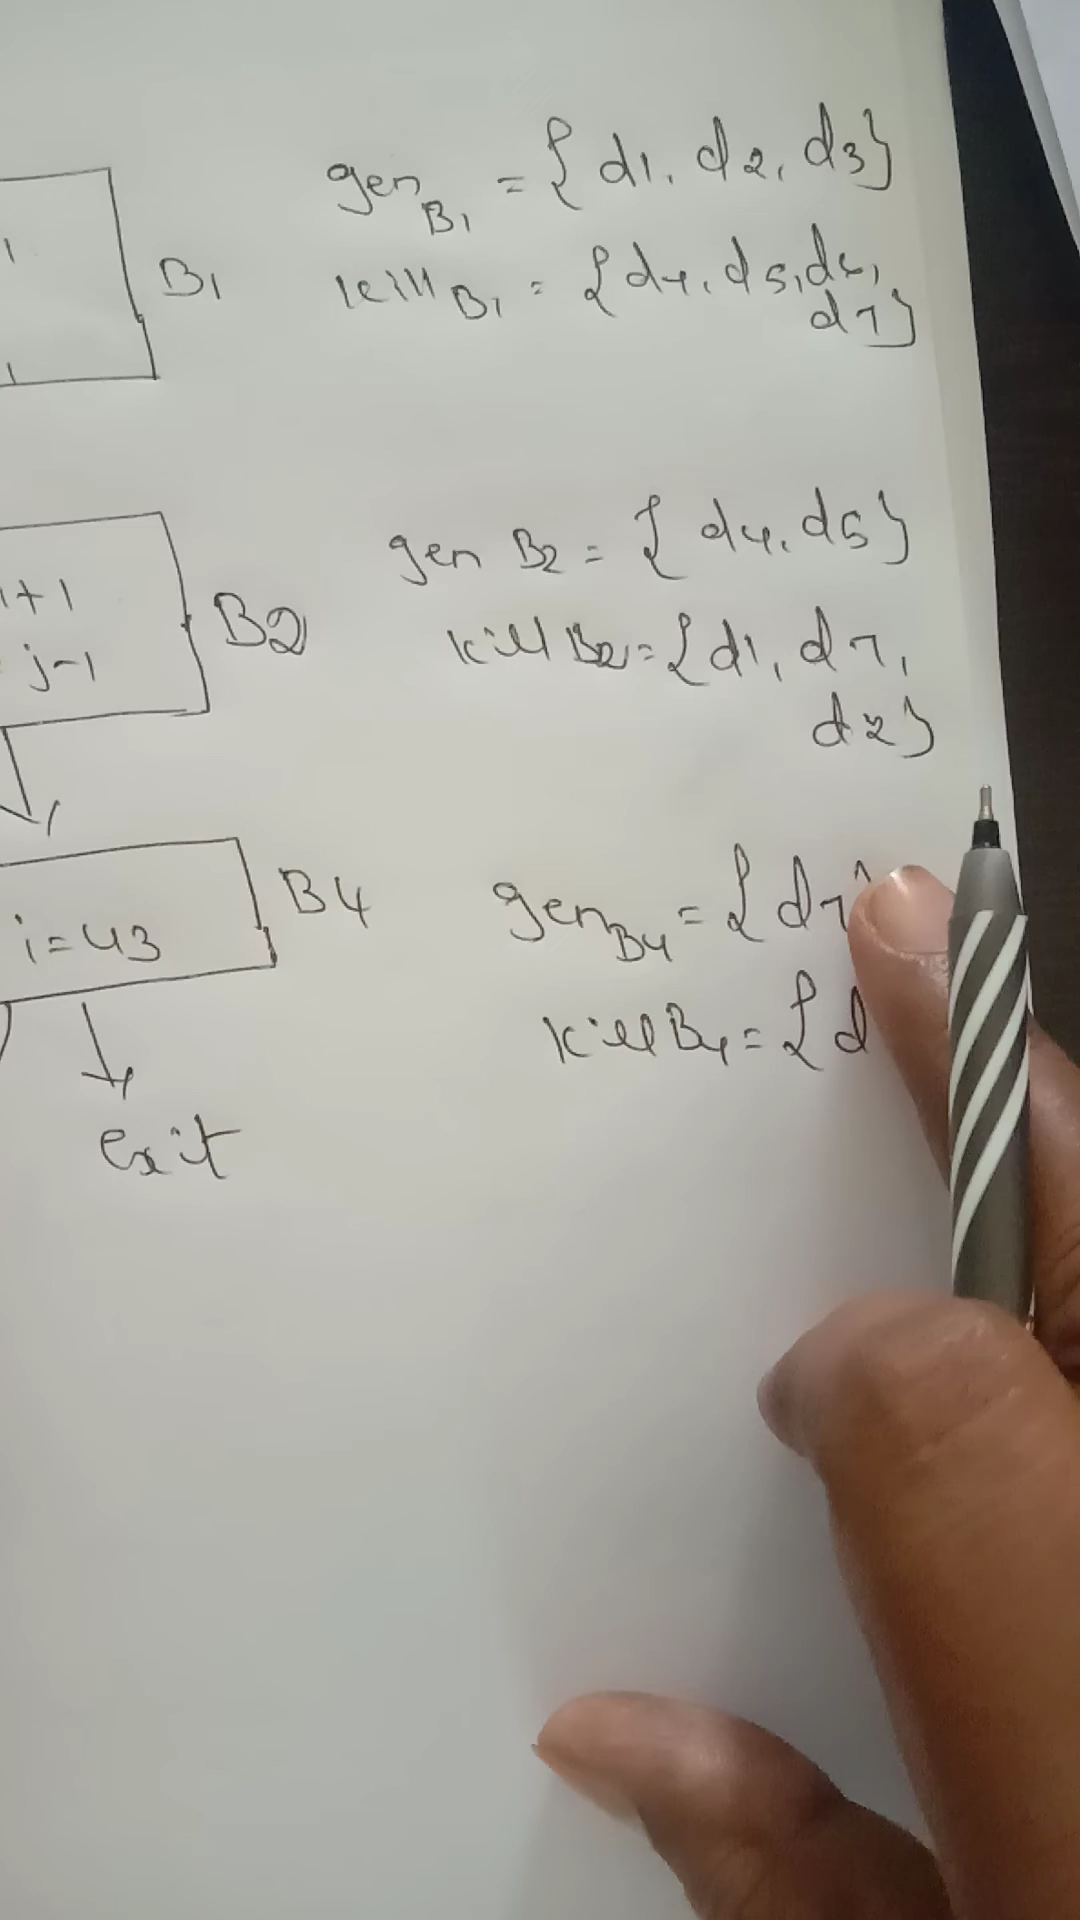 gen B1 = {d1, d2, d3}
B1
kill B1 = {d4, d5, d6,
d7}
gen B2 = {d4, d5}
i+1
B2
kill B2 = {d1, d7,
j-1
d2}
B4
gen B4 = {d7}
i=u3
kill B4 = {d
exit